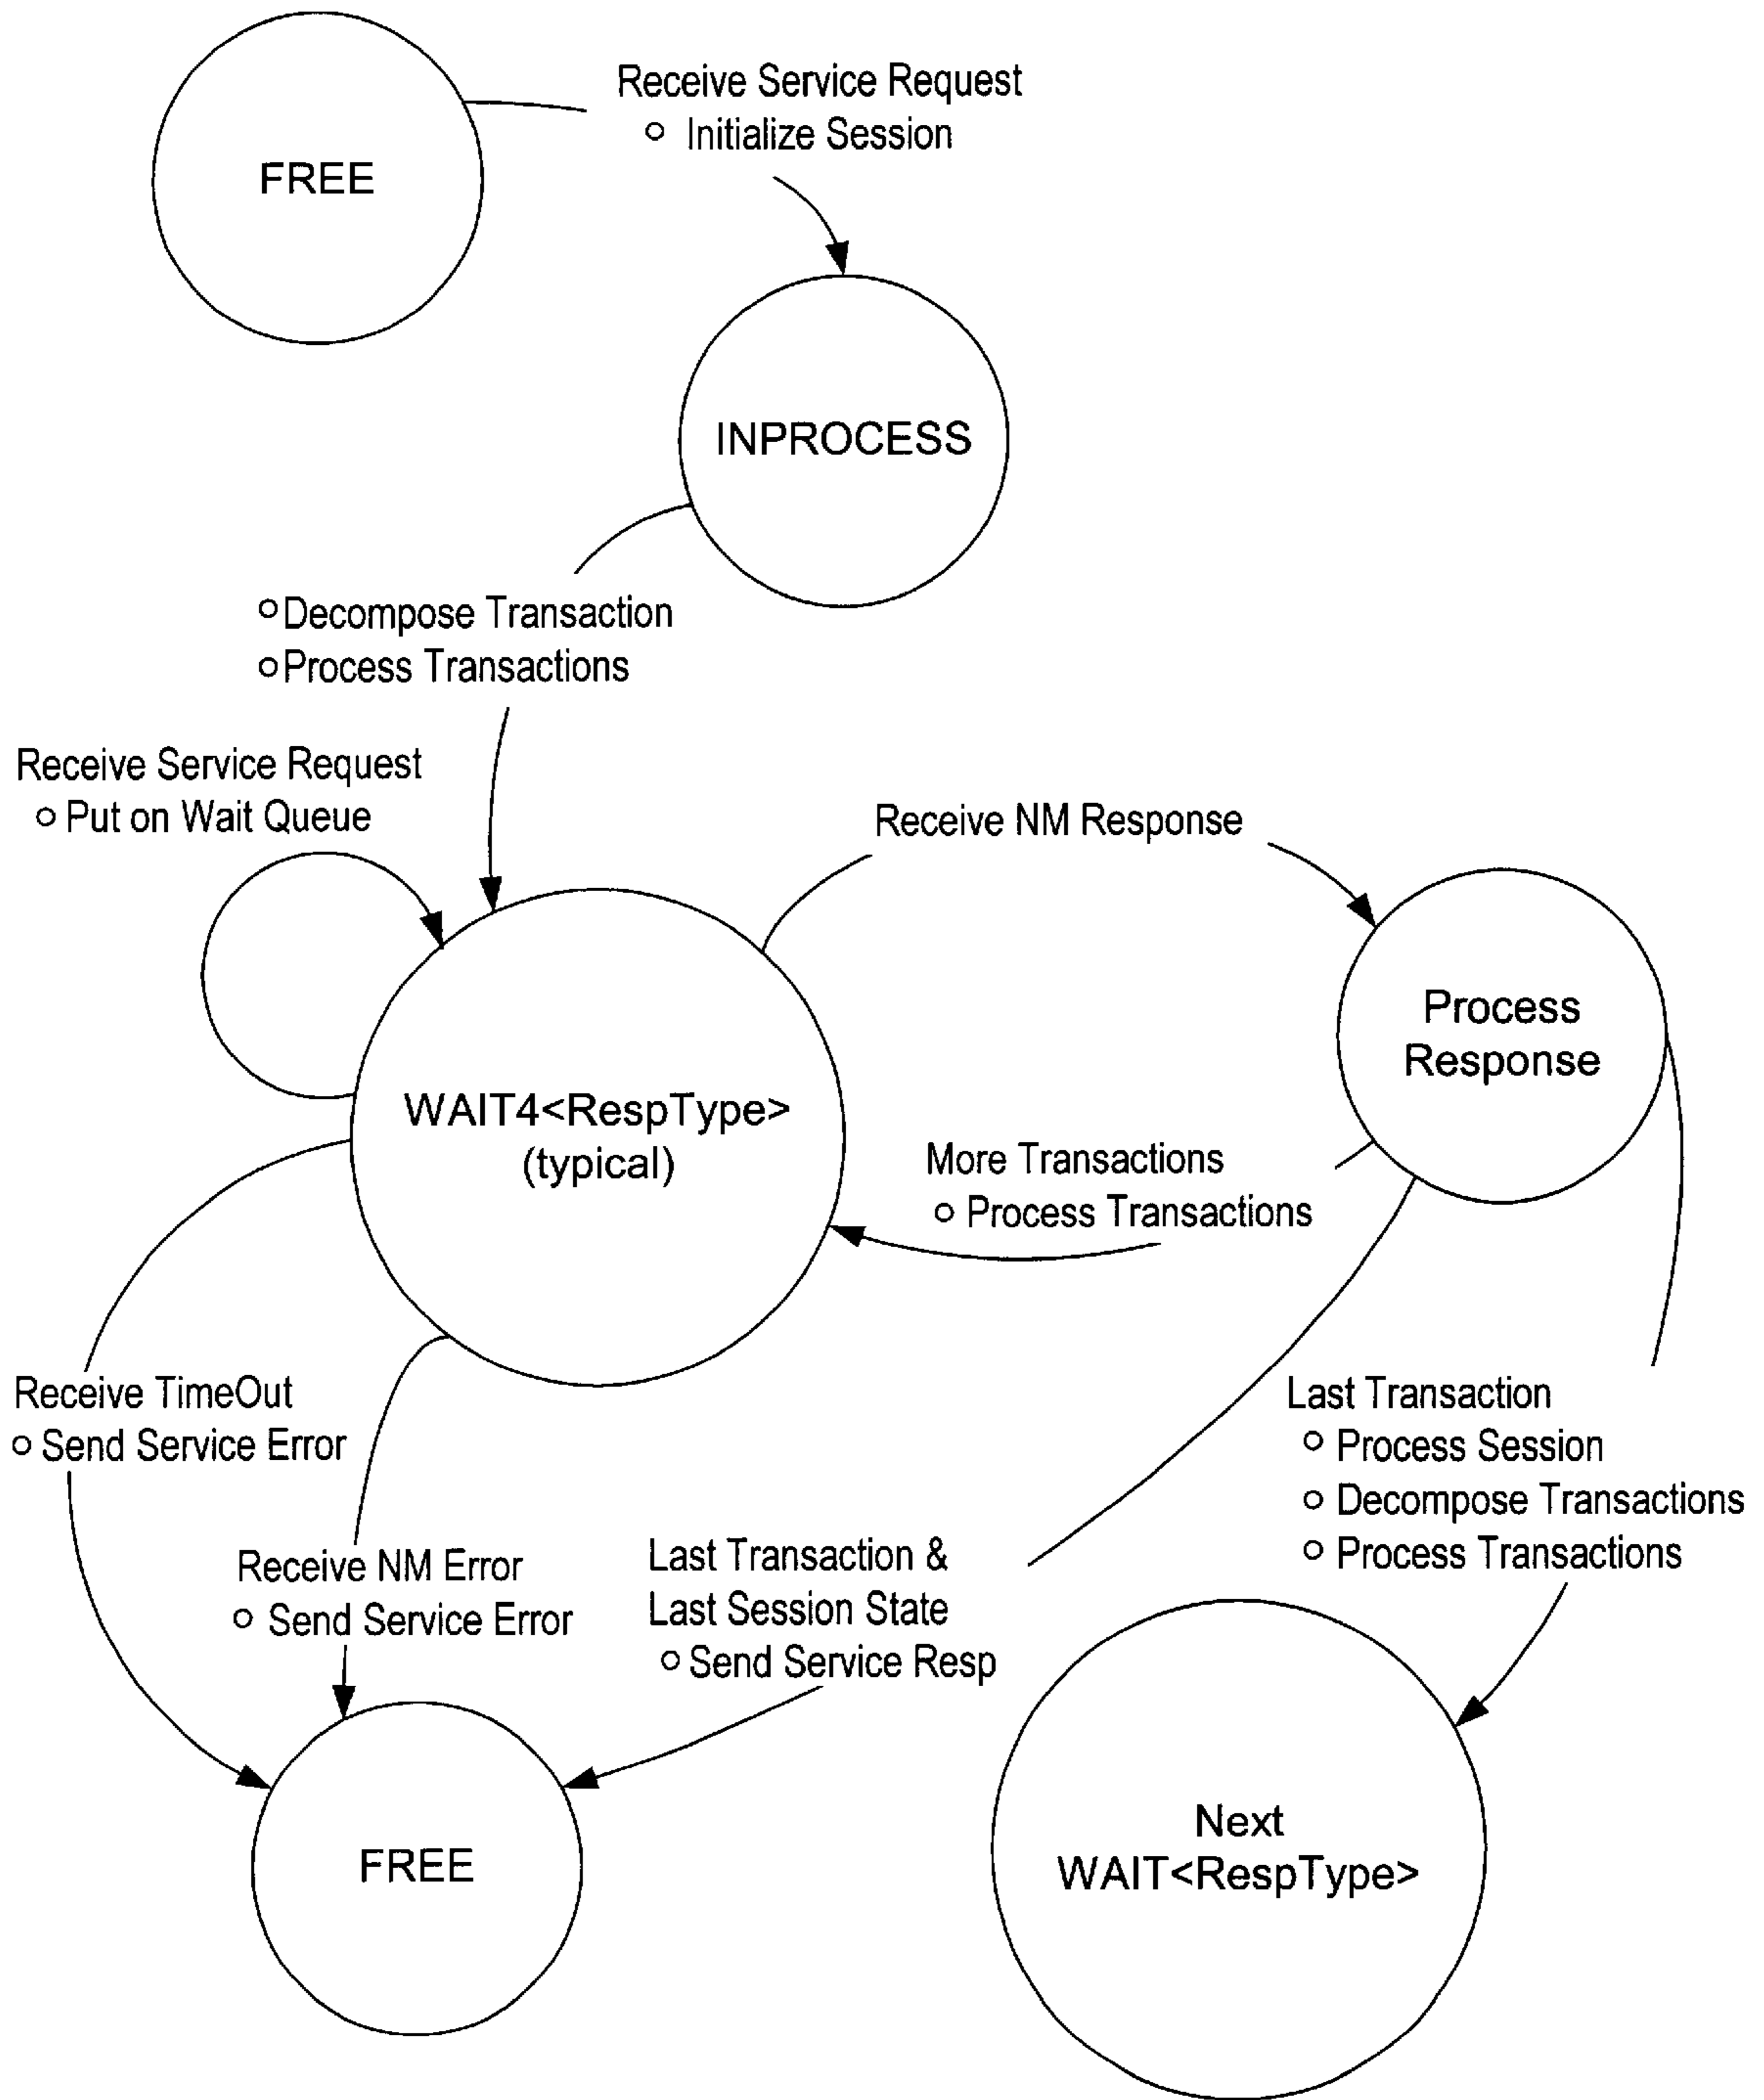 Receive Service Request
○ Initialize Session
FREE
INPROCESS
○ Decompose Transaction
○ Process Transactions
Receive Service Request
○ Put on Wait Queue
Receive NM Response
Process
Response
WAIT4<RespType>
(typical)
More Transactions
○ Process Transactions
Receive TimeOut
○ Send Service Error
Last Transaction
○ Process Session
○ Decompose Transactions
○ Process Transactions
Receive NM Error
○ Send Service Error
Last Transaction &
Last Session State
○ Send Service Resp
FREE
Next
WAIT<RespType>